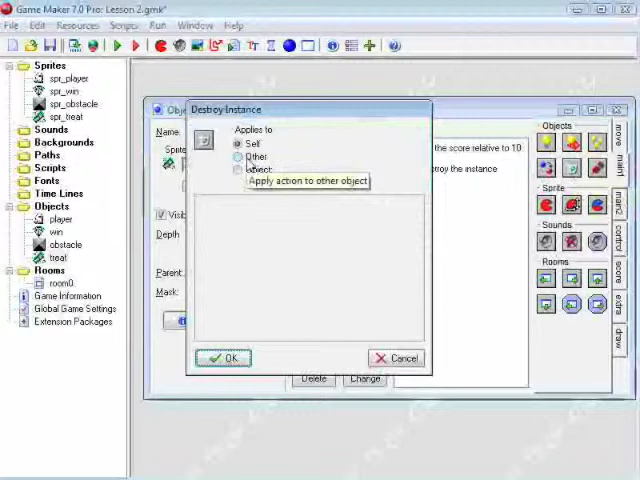 Game Maker 7.0 Pro: Lesson 2.gmk*
File Edit Resources Scripts Run Window Help
Sprites
spr_player
spr_win
spr_obstacle
spr_treat
Sounds
Backgrounds
Paths
Scripts
Fonts
Time Lines
Objects
player
win
obstacle
treat
Rooms
room0
Game Information
Global Game Settings
Extension Packages
Name
Visib
Depth
Parent
Mask:
Destroy Instance
Applies to
Self
Other
Object:
Apply action to other object
OK
Cancel
the score relative to 10
troy the instance
Delete
Change
Objects
Sprite
Sounds
Rooms
move
main1
main2
control
score
extra
draw